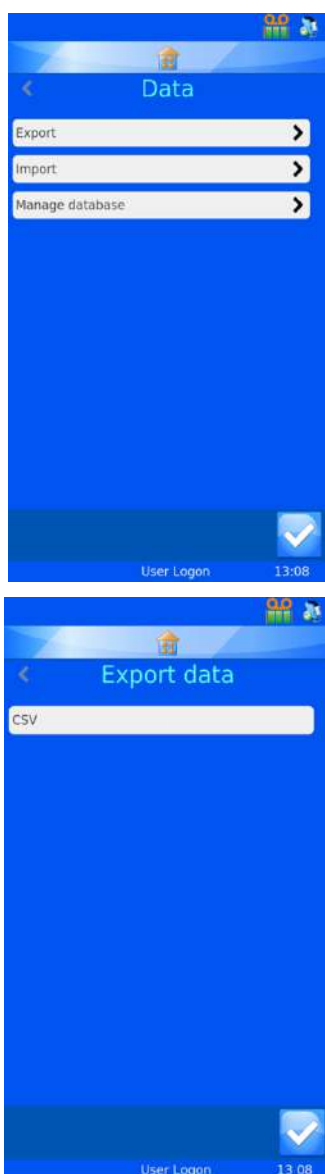 Data
Export
Import
Manage database
User Logon 13:08
Export data
CSV
User Logon 13 08